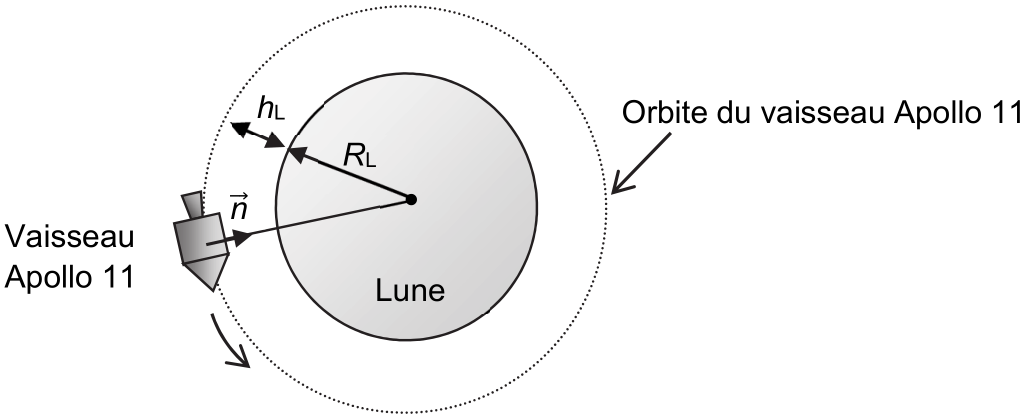 hL
Orbite du vaisseau Apollo 11
RL
n
Vaisseau
Apollo 11
Lune